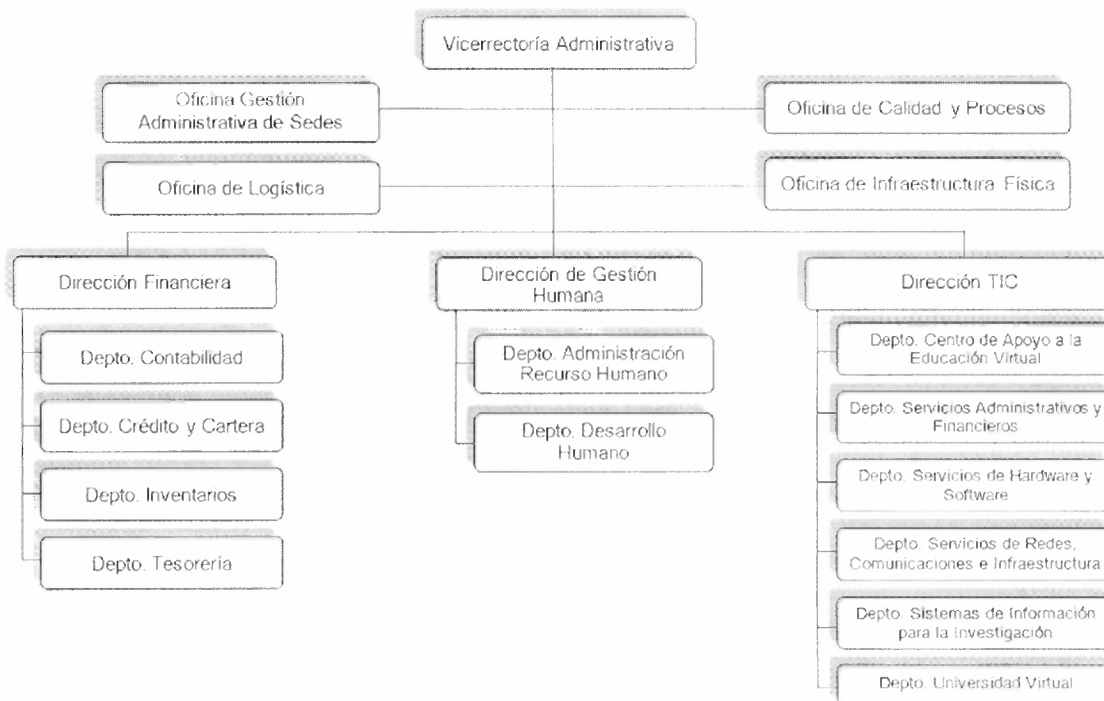 Vicerrectoría Administrativa
Oficina Gestión
Administrativa de Sedes
Oficina de Calidad y Procesos
Oficina de Logística
Oficina de Infraestructura Física
Dirección Financiera
Depto. Contabilidad
Depto. Crédito y Cartera
Depto. Inventarios
Depto. Tesorería
Dirección de Gestión
Humana
Depto. Administración
Recurso Humano
Depto. Desarrollo
Humano
Dirección TIC
Depto. Centro de Apoyo a la
Educación Virtual
Depto. Servicios Administrativos y
Financieros
Depto. Servicios de Hardware y
Software
Depto. Servicios de Redes,
Comunicaciones e Infraestructura
Depto. Sistemas de Información
para la Investigación
Depto. Universidad Virtual